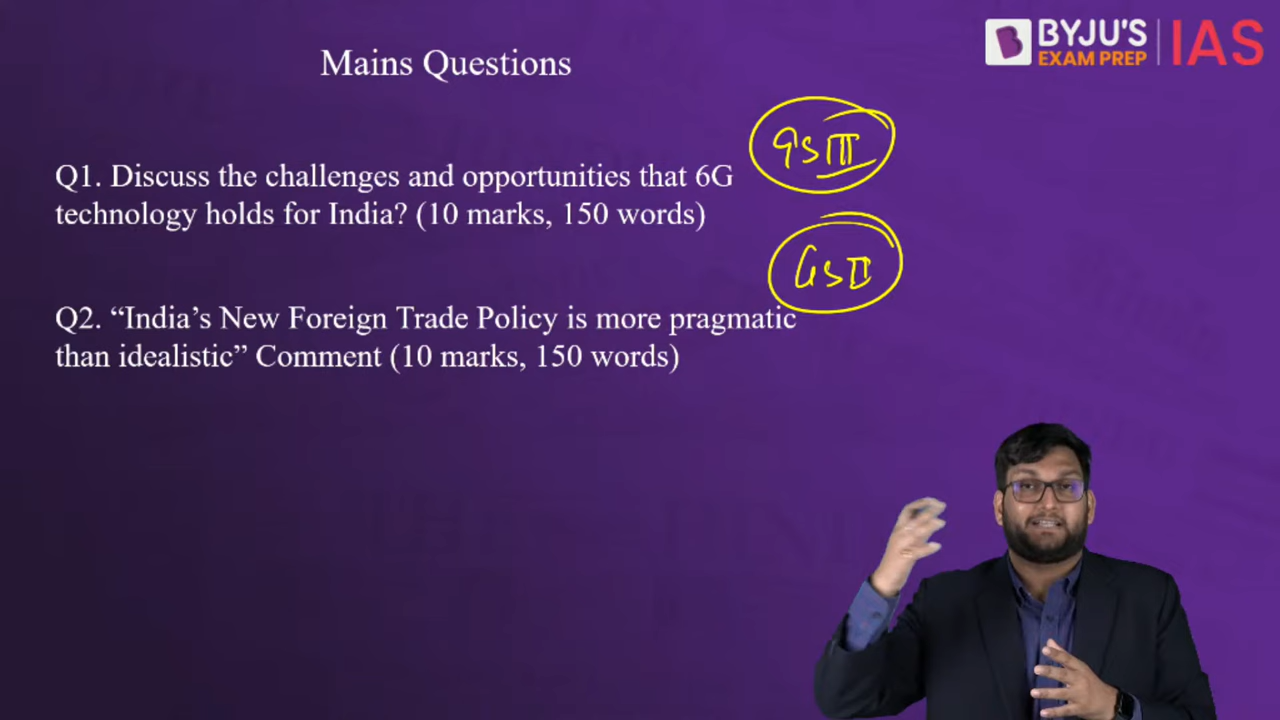 Mains Questions
BYJU'S
EXAM PREP
IAS
GS III
Q1. Discuss the challenges and opportunities that 6G
technology holds for India? (10 marks, 150 words)
GS II
Q2. “India’s New Foreign Trade Policy is more pragmatic
than idealistic” Comment (10 marks, 150 words)